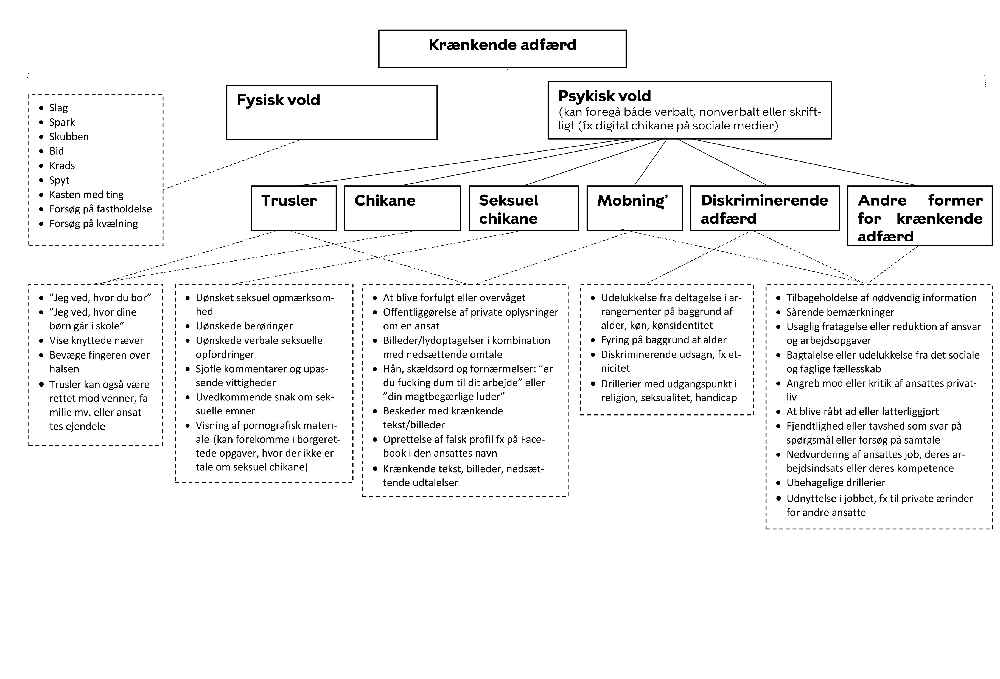 Krænkende adfærd
Fysisk vold
Psykisk vold
(kan foregå både verbalt, nonverbalt eller skrift-
ligt (fx digital chikane på sociale medier)
• Slag
• Spark
• Skubben
• Bid
• Krads
• Spyt
• Kasten med ting
• Forsøg på fastholdelse
• Forsøg på kvælning
Trusler
Chikane
Seksuel
chikane
Mobning*
Diskriminerende
adfærd
Andre former
for krænkende
adfærd
• ”Jeg ved, hvor du bor”
• ”Jeg ved, hvor dine
børn går i skole”
• Vise knyttede næver
• Bevæge fingeren over
halsen
• Trusler kan også være
rettet mod venner, fa-
milie mv. eller ansat-
tes ejendele
• Uønsket seksuel opmærksom-
hed
• Uønskede berøringer
• Uønskede verbale seksuelle
opfordringer
• Sjofle kommentarer og upas-
sende vittigheder
• Uvedkommende snak om sek-
suelle emner
• Visning af pornografisk materi-
ale (kan forekomme i borgeret-
tede opgaver, hvor der ikke er
tale om seksuel chikane)
• At blive forfulgt eller overvåget
• Offentliggørelse af private oplysninger
om en ansat
• Billeder/lydoptagelser i kombination
med nedsættende omtale
• Hån, skældsord og fornærmelser: ”er
du fucking dum til dit arbejde” eller
”din magtbegærlige luder”
• Beskeder med krænkende
tekst/billeder
• Oprettelse af falsk profil fx på Face-
book i den ansattes navn
• Krænkende tekst, billeder, nedsæt-
tende udtalelser
• Udelukkelse fra deltagelse i ar-
rangementer på baggrund af
alder, køn, kønsidentitet
• Fyring på baggrund af alder
• Diskriminerende udsagn, fx et-
nicitet
• Drillerier med udgangspunkt i
religion, seksualitet, handicap
• Tilbageholdelse af nødvendig information
• Sårende bemærkninger
• Usaglig fratagelse eller reduktion af ansvar
og arbejdsopgaver
• Bagtalelse eller udelukkelse fra det sociale
og faglige fællesskab
• Angreb mod eller kritik af ansattes privat-
liv
• At blive råbt ad eller latterliggjort
• Fjendtlighed eller tavshed som svar på
spørgsmål eller forsøg på samtale
• Nedvurdering af ansattes job, deres ar-
bejdsindsats eller deres kompetence
• Ubehagelige drillerier
• Udnyttelse i jobbet, fx til private ærinder
for andre ansatte